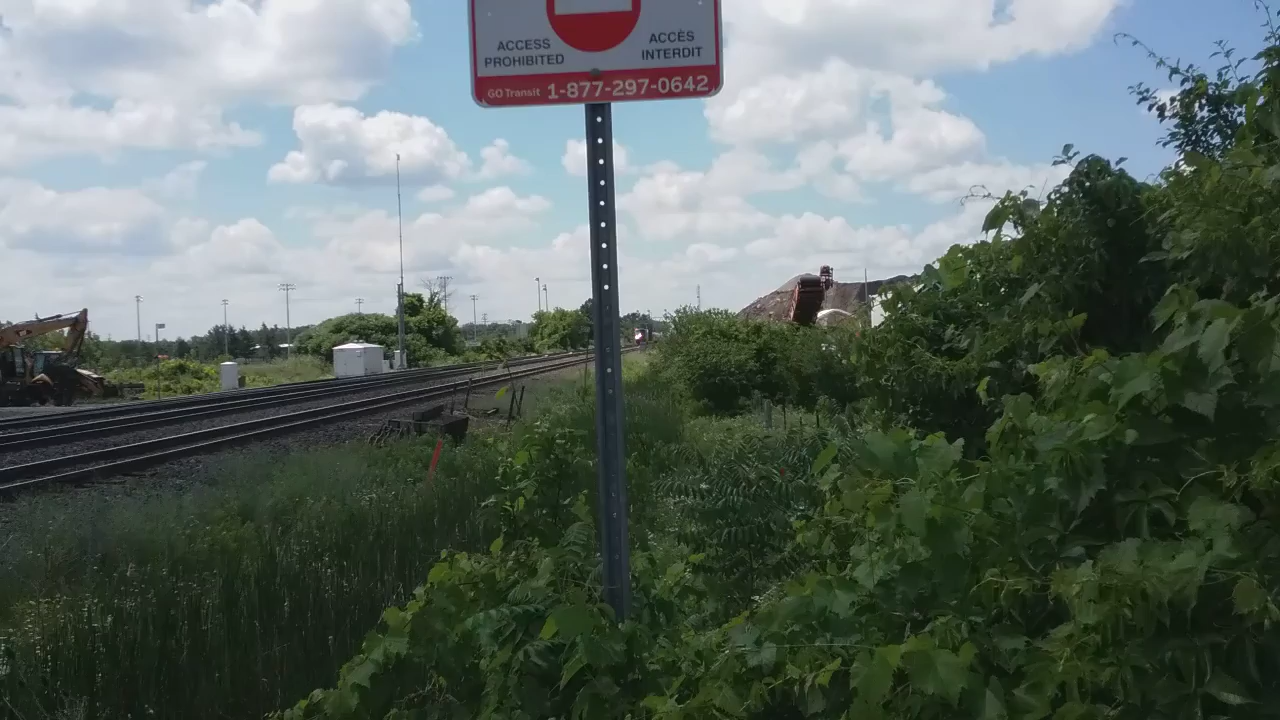 ACCESS
PROHIBITED
ACCÈS
INTERDIT
GO Transit 1-877-297-0642